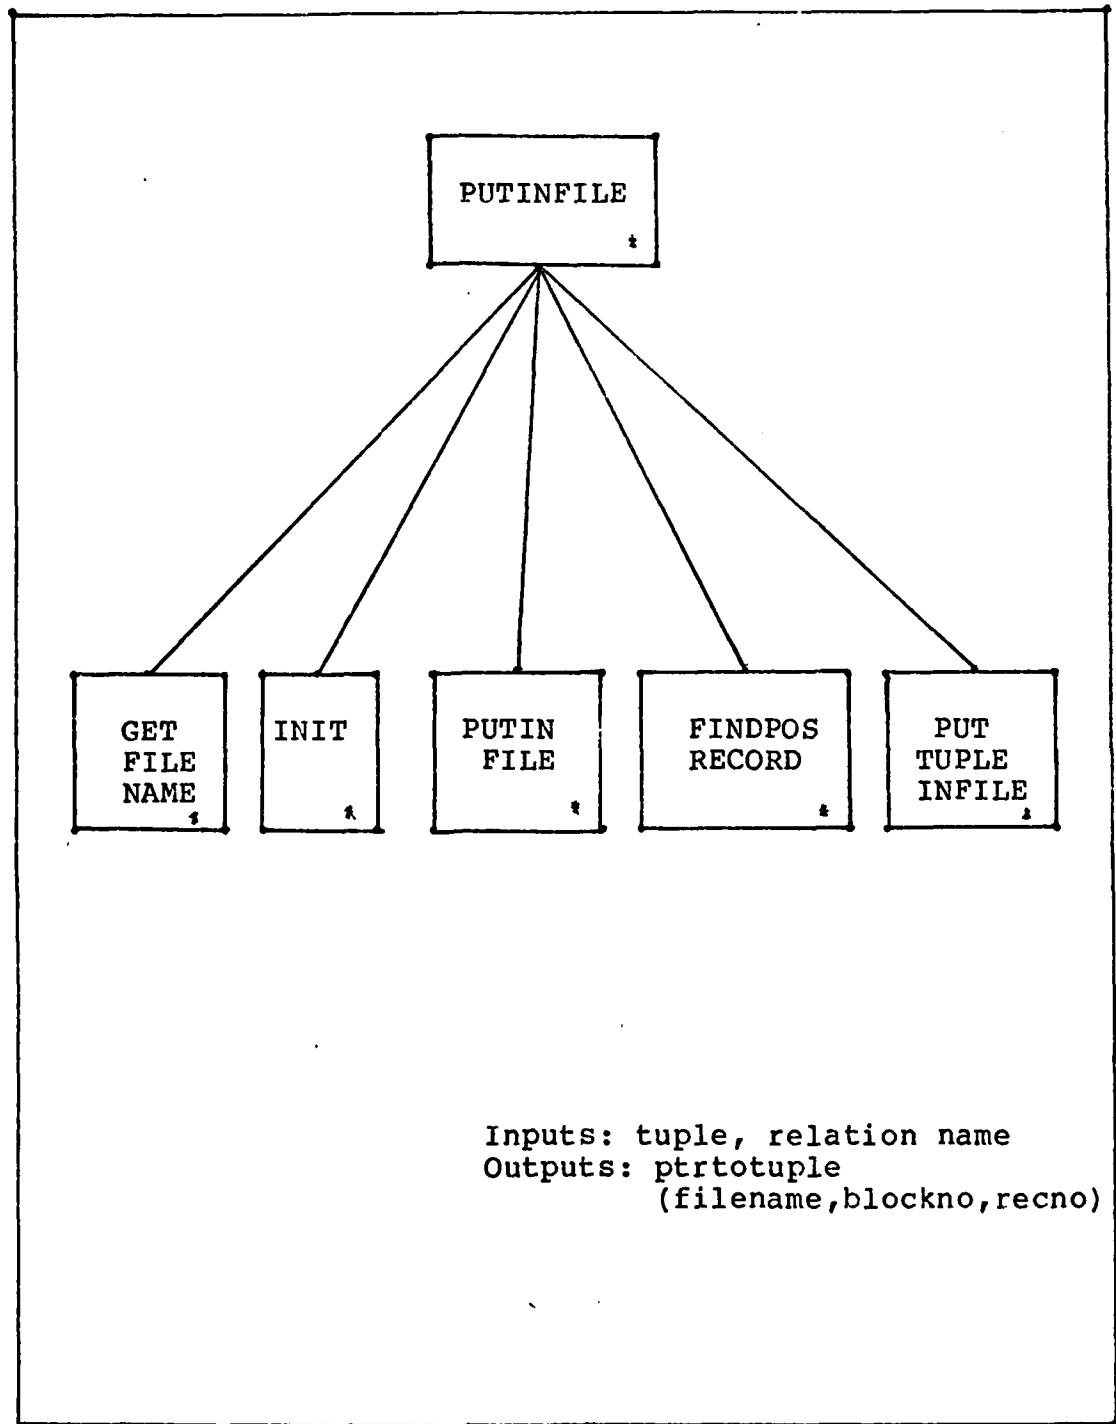 PUTINFILE
*
GET
FILE
NAME
*
INIT
*
PUTIN
FILE
*
FINDPOS
RECORD
*
PUT
TUPLE
INFILE
*
Inputs: tuple, relation name
Outputs: ptrtotuple
(filename,blockno,recno)